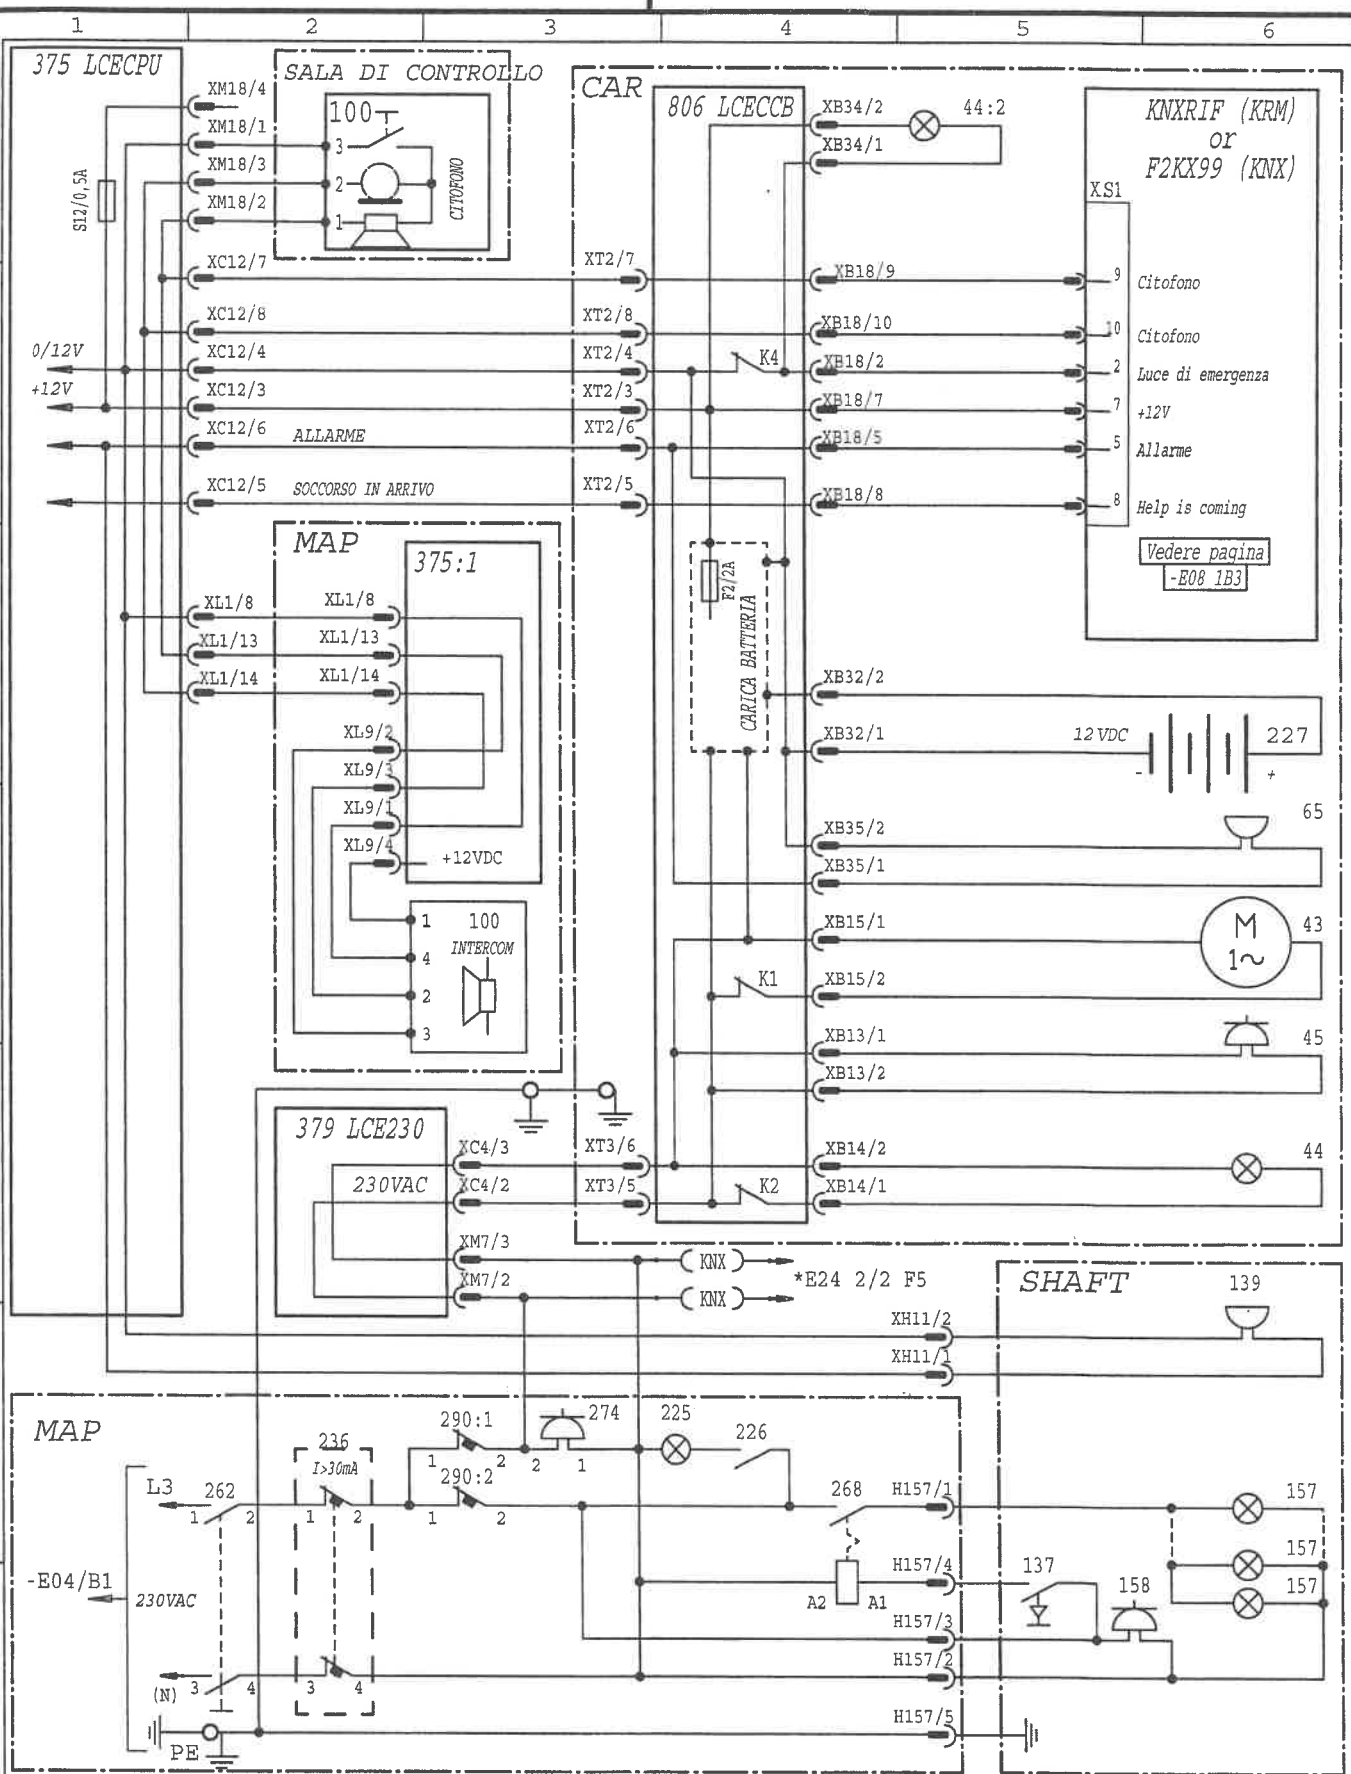 1 2 3 4 5 6
375 LCECPU
SALA DI CONTROLLO
CAR
806 LCECCB
KNXRIF (KRM)
or
F2KX99 (KNX)
XM18/4
XM18/1
XM18/3
XM18/2
S12/0,5A
100
3
2
1
CITOFONO
XB34/2
44:2
XB34/1
XS1
XC12/7
XT2/7
XB18/9
9 Citofono
XC12/8
XT2/8
XB18/10
10 Citofono
0/12V
XC12/4
XT2/4
K4
XB18/2
2 Luce di emergenza
+12V
XC12/3
XT2/3
XB18/7
7 +12V
XC12/6
ALLARME
XT2/6
XB18/5
5 Allarme
XC12/5
SOCCORSO IN ARRIVO
XT2/5
XB18/8
8 Help is coming
Vedere pagina
-E08 1B3
MAP
375:1
F2/2A
CARICA BATTERIA
XL1/8
XL1/8
XL1/13
XL1/13
XL1/14
XL1/14
XL9/2
XL9/3
XL9/1
XL9/4
+12VDC
XB32/2
XB32/1
12VDC
-
+
227
1 100
INTERCOM
4
2
3
XB35/2
65
XB35/1
XB15/1
M
1~
43
K1
XB15/2
XB13/1
45
XB13/2
379 LCE230
230VAC
XC4/3
XT3/6
XB14/2
44
XC4/2
XT3/5
K2
XB14/1
XM7/3
KNX
XM7/2
KNX
*E24 2/2 F5
SHAFT
139
XH11/2
XH11/1
MAP
290:1
1 2
274
2 1
225
226
236
I>30mA
290:2
1 2
L3
262
1 2
1 2
268
H157/1
157
-E04/B1
230VAC
A2 A1
H157/4
137
157
157
158
H157/3
H157/2
(N)
3 4
3 4
PE
H157/5